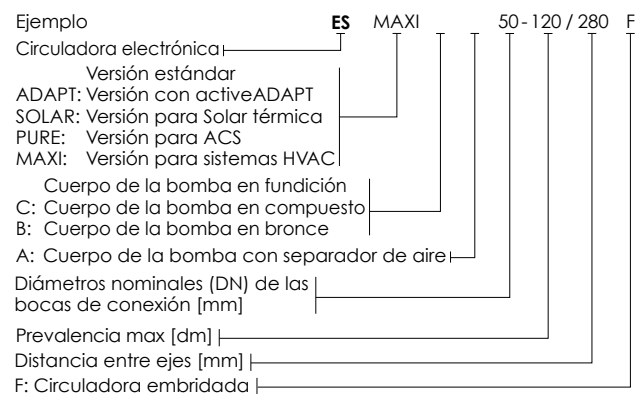 Ejemplo ES MAXI 50-120 / 280 F
Circuladora electrónica
Versión estándar
ADAPT: Versión con activeADAPT
SOLAR: Versión para Solar térmica
PURE: Versión para ACS
MAXI: Versión para sistemas HVAC
Cuerpo de la bomba en fundición
C: Cuerpo de la bomba en compuesto
B: Cuerpo de la bomba en bronce
A: Cuerpo de la bomba con separador de aire
Diámetros nominales (DN) de las
bocas de conexión [mm]
Prevalencia max [dm]
Distancia entre ejes [mm]
F: Circuladora embridada